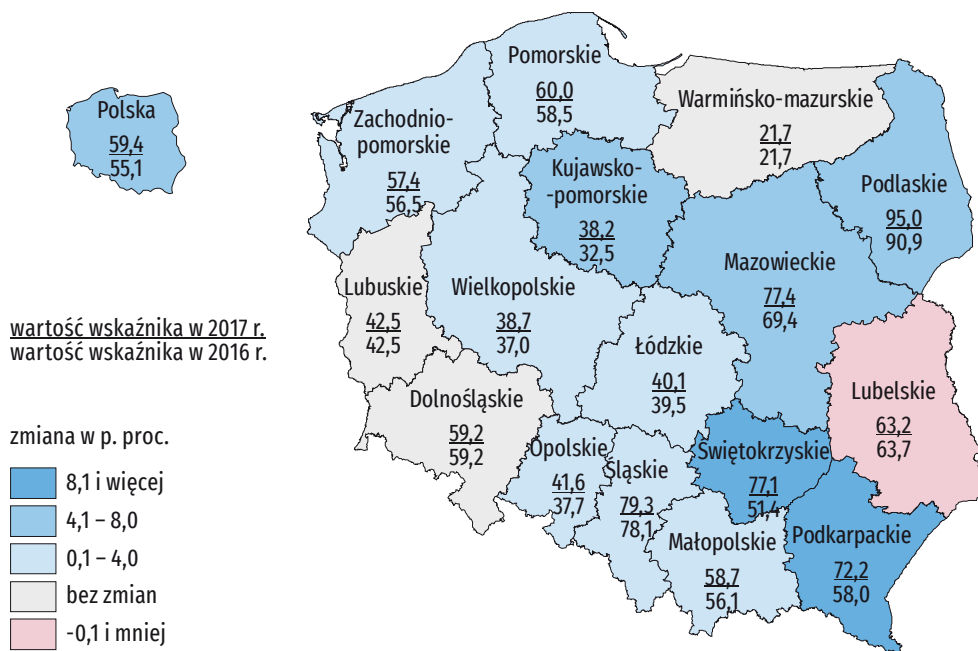 Polska
59,4
55,1
Pomorskie
60,0
58,5
Warmińsko-mazurskie
21,7
21,7
Zachodnio-
pomorskie
57,4
56,5
Kujawsko-
-pomorskie
38,2
32,5
Podlaskie
95,0
90,9
Mazowieckie
77,4
69,4
Lubuskie
42,5
42,5
Wielkopolskie
38,7
37,0
Łódzkie
40,1
39,5
Lubelskie
63,2
63,7
Dolnośląskie
59,2
59,2
Opolskie
41,6
37,7
Śląskie
79,3
78,1
Świętokrzyskie
77,1
51,4
Małopolskie
58,7
56,1
Podkarpackie
72,2
58,0
wartość wskaźnika w 2017 r.
wartość wskaźnika w 2016 r.
zmiana w p. proc.
8,1 i więcej
4,1 – 8,0
0,1 – 4,0
bez zmian
-0,1 i mniej